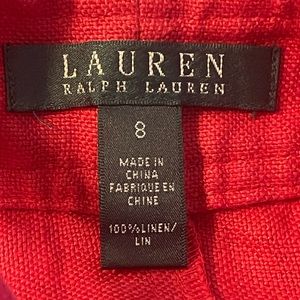 LAUREN
RALPH LAUREN
8
MADE IN
CHINA
FABRIQUE EN
CHINE
100%LINEN/
LIN